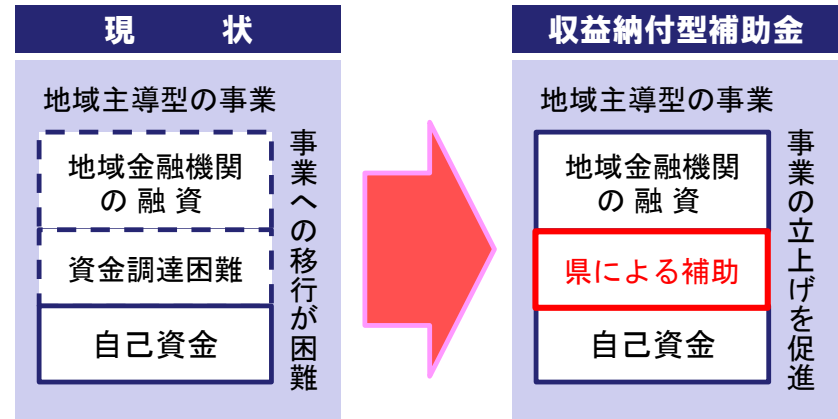 現 状
地域主導型の事業
地域金融機関
の 融 資
資金調達困難
自己資金
事業への移行が困難
収益納付型補助金
地域主導型の事業
地域金融機関
の 融 資
県による補助
自己資金
事業の立上げを促進